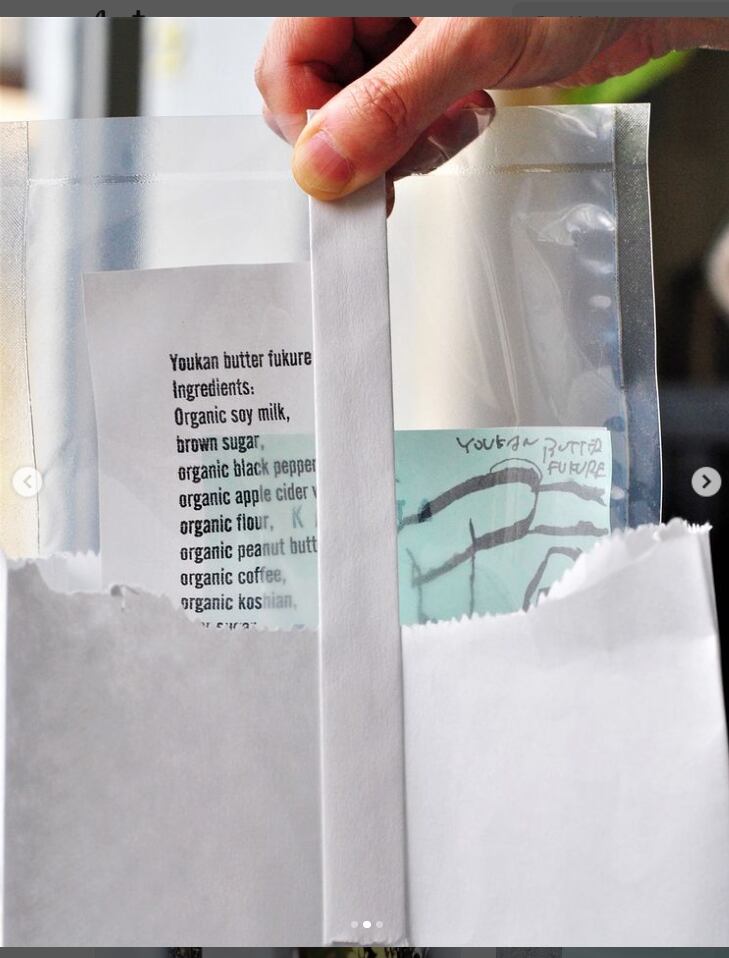 Youkan butter fukure
Ingredients:
Organic soy milk,
brown sugar,
organic black pepper
organic apple cider
organic flour,
organic peanut butt
organic coffee,
organic koshian,
YOUKAN BUTTER
FUKURE